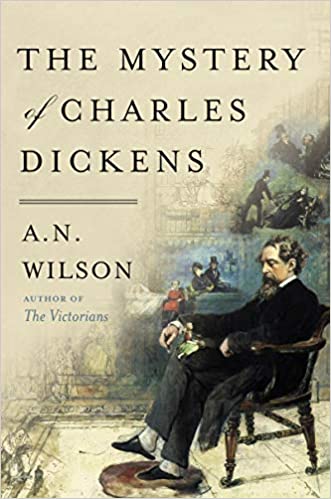 THE MYSTERY
of CHARLES
DICKENS
A.N.
WILSON
AUTHOR OF
The Victorians